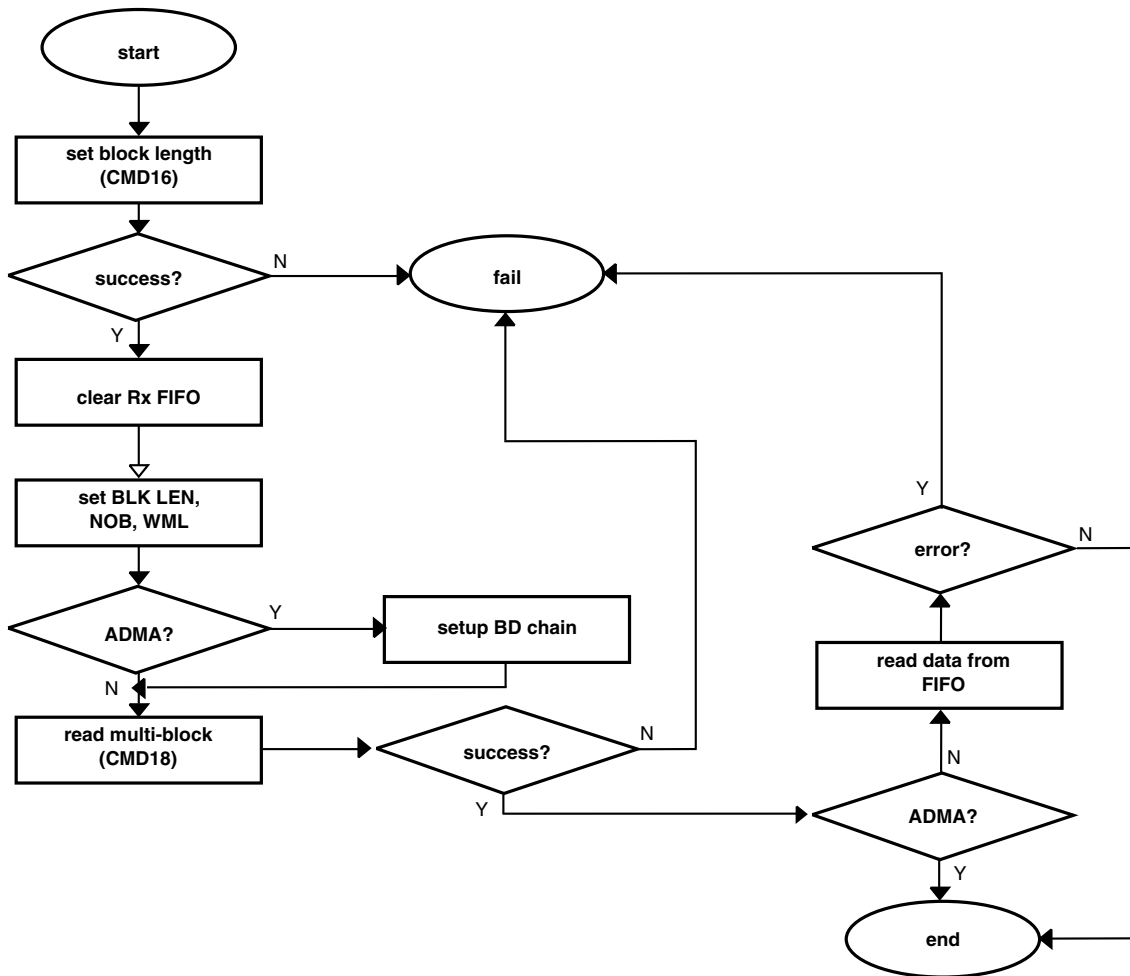 start
set block length
(CMD16)
success?
N
fail
Y
clear Rx FIFO
set BLK LEN,
NOB, WML
ADMA?
Y
setup BD chain
N
read multi-block
(CMD18)
success?
N
Y
Y
error?
N
read data from
FIFO
N
ADMA?
Y
end